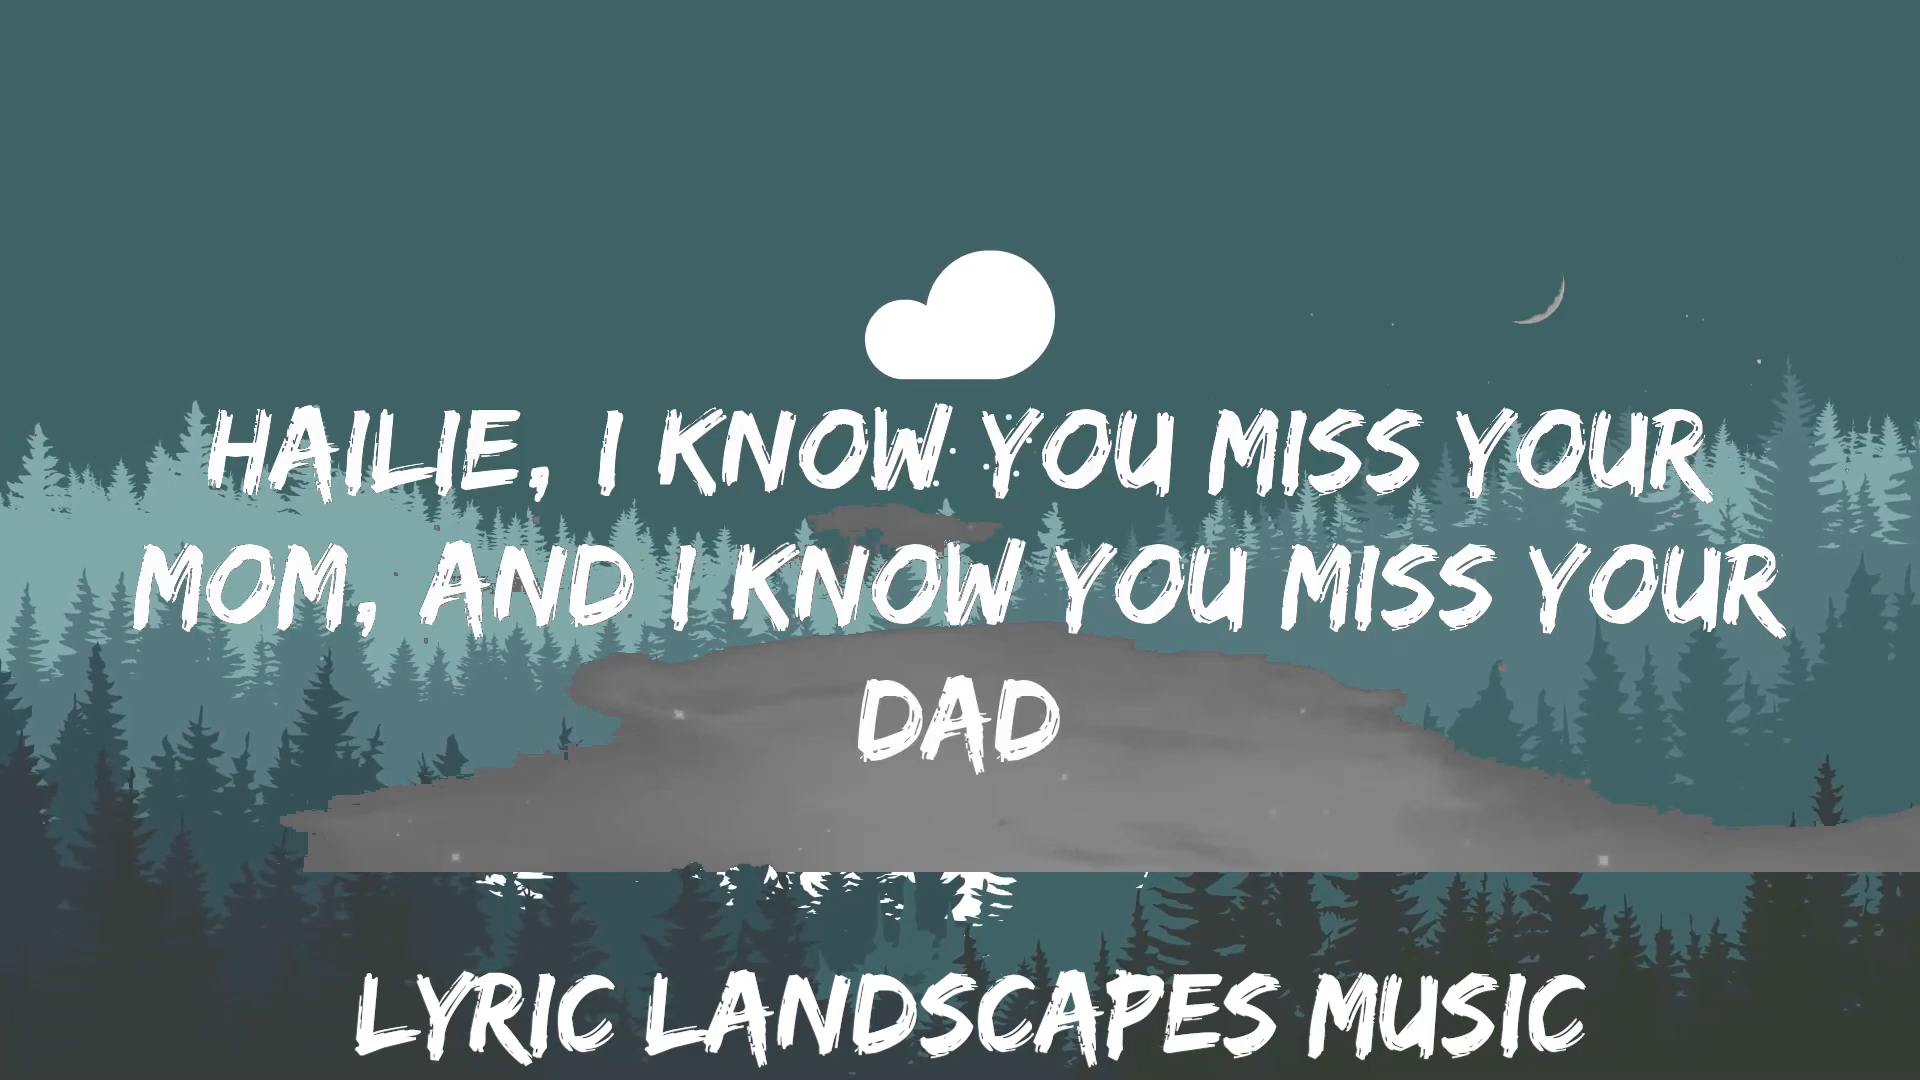 HAILIE, I KNOW YOU MISS YOUR
MOM, AND I KNOW YOU MISS YOUR
DAD
LYRIC LANDSCAPES MUSIC